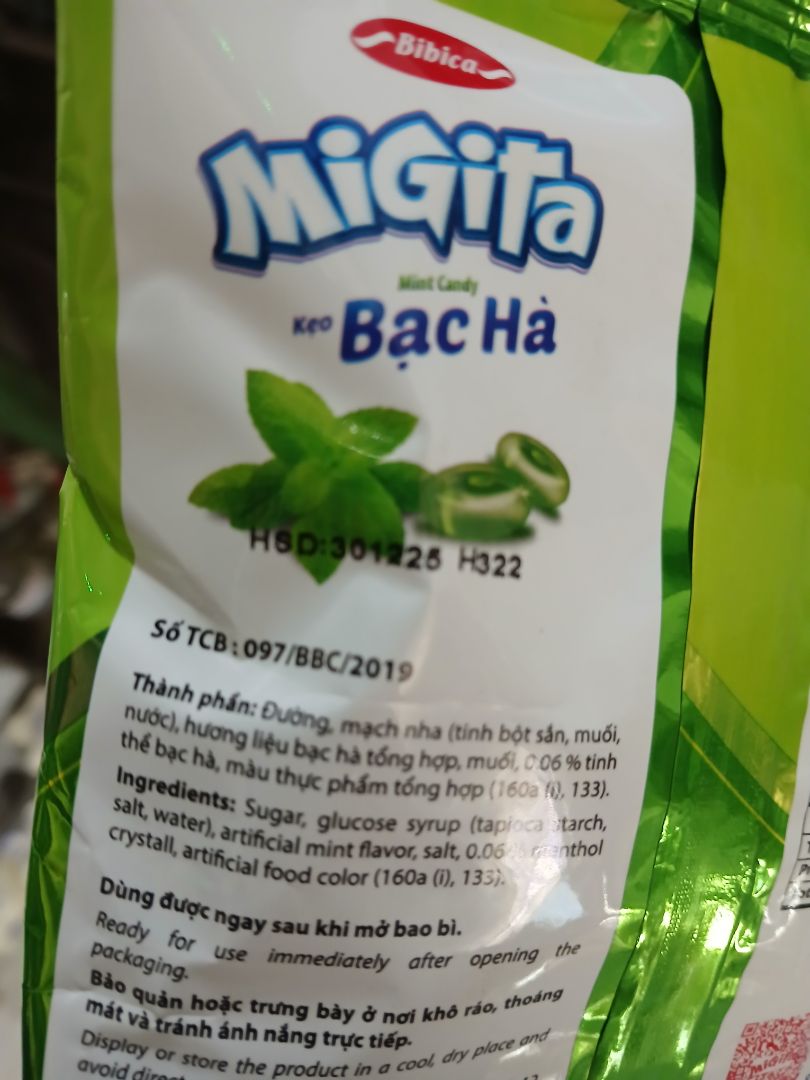 Bibica
MiGita
Mint Candy
Kẹo Bạc Hà
HSD:301225 H322
Số TCB : 097/BBC/2019
Thành phần: Đường, mạch nha (tinh bột sắn, muối,
nước), hương liệu bạc hà tổng hợp, muối, 0.06 % tinh
thể bạc hà, màu thực phẩm tổng hợp (160a (i), 133).
Ingredients: Sugar, glucose syrup (tapioca starch,
salt, water), artificial mint flavor, salt, 0.06% menthol
crystall, artificial food color (160a (i), 133).
Dùng được ngay sau khi mở bao bì.
Ready for use immediately after opening the
packaging.
Bảo quản hoặc trưng bày ở nơi khô ráo, thoáng
mát và tránh ánh nắng trực tiếp.
Display or store the product in a cool, dry place and
avoid